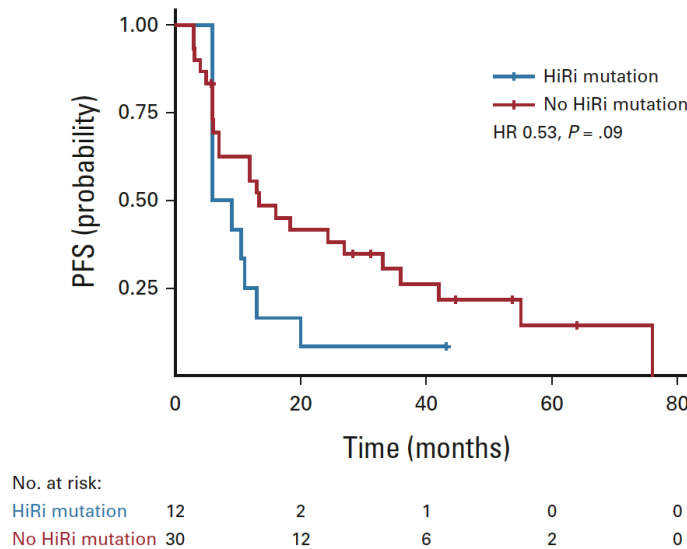 1.00
0.75
0.50
0.25
PFS (probability)
HiRi mutation
No HiRi mutation
HR 0.53, P = .09
0 20 40 60 80
Time (months)
No. at risk:
HiRi mutation 12 2 1 0 0
No HiRi mutation 30 12 6 2 0